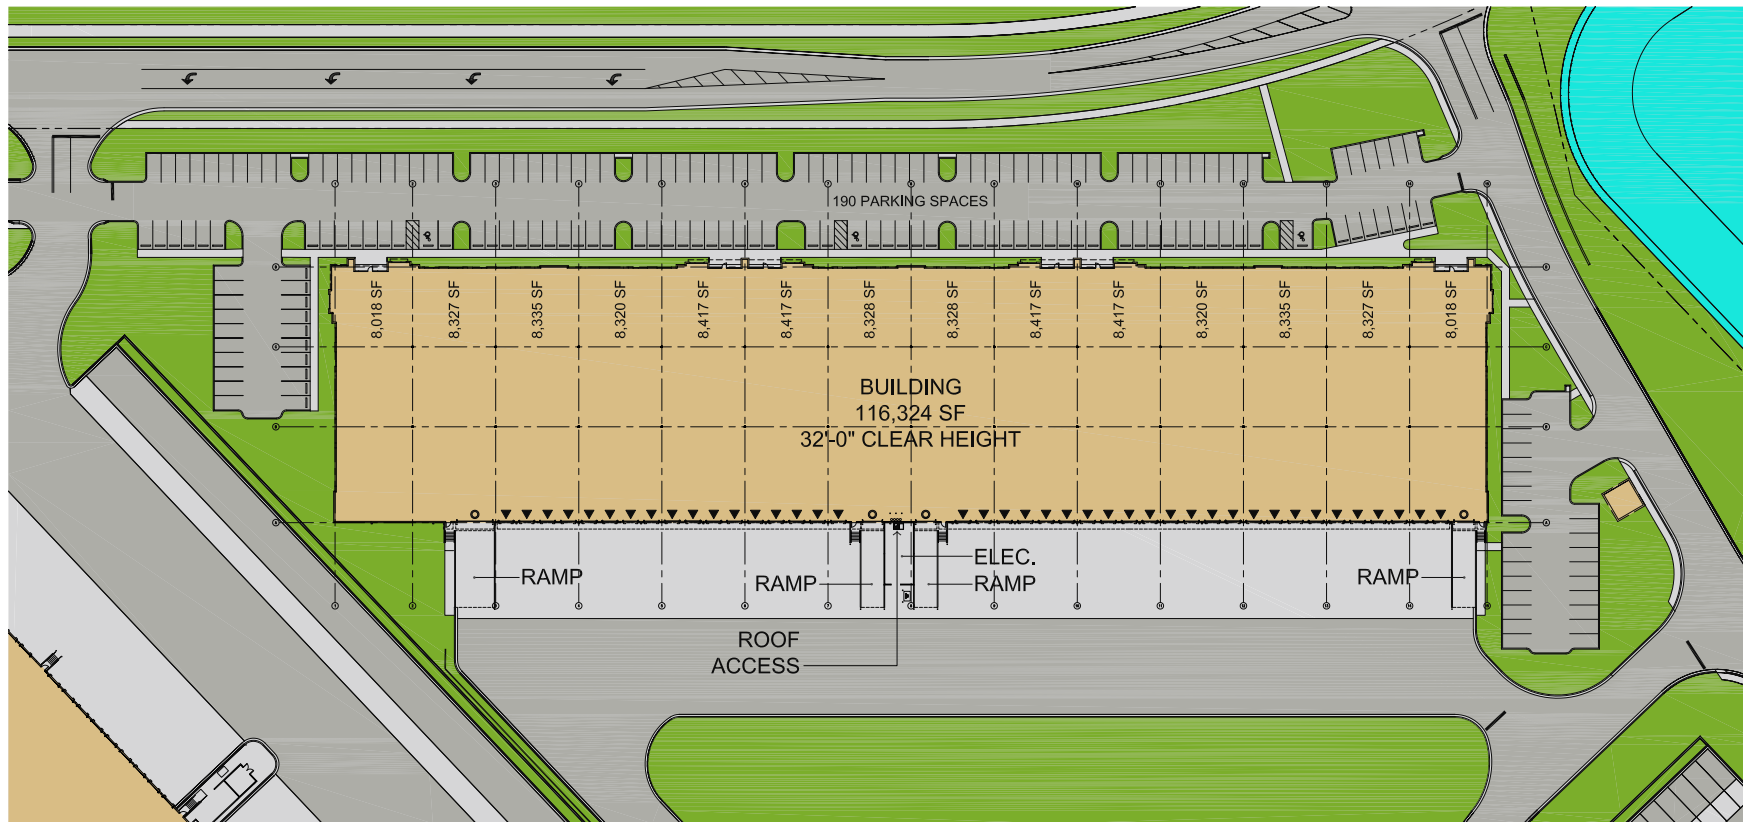 190 PARKING SPACES
8,018 SF
8,327 SF
8,335 SF
8,320 SF
8,417 SF
8,417 SF
8,328 SF
8,328 SF
8,417 SF
8,417 SF
8,320 SF
8,335 SF
8,327 SF
8,018 SF
BUILDING
116,324 SF
32'-0" CLEAR HEIGHT
RAMP
RAMP
ELEC.
RAMP
RAMP
ROOF
ACCESS